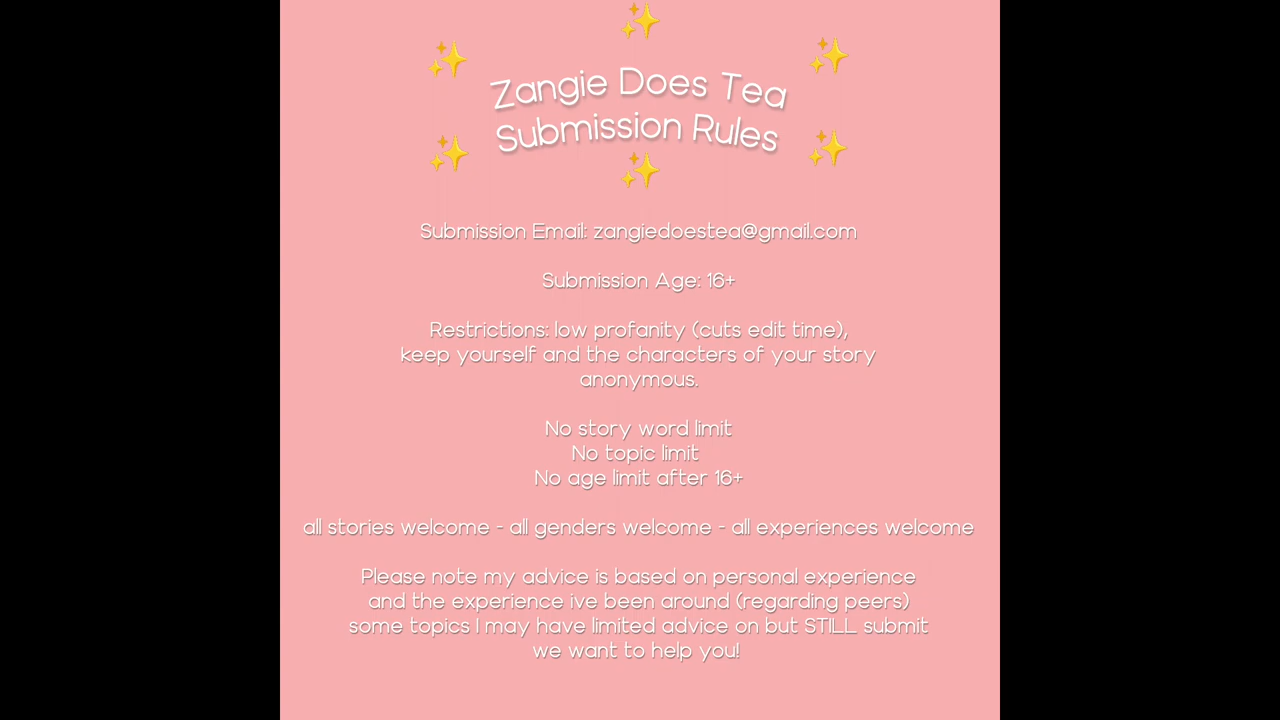 Zangie Does Tea
Submission Rules
Submission Email: zangiedoestea@gmail.com
Submission Age: 16+
Restrictions: low profanity (cuts edit time),
keep yourself and the characters of your story
anonymous.
No story word limit
No topic limit
No age limit after 16+
all stories welcome - all genders welcome - all experiences welcome
Please note my advice is based on personal experience
and the experience ive been around (regarding peers)
some topics I may have limited advice on but STILL submit
we want to help you!